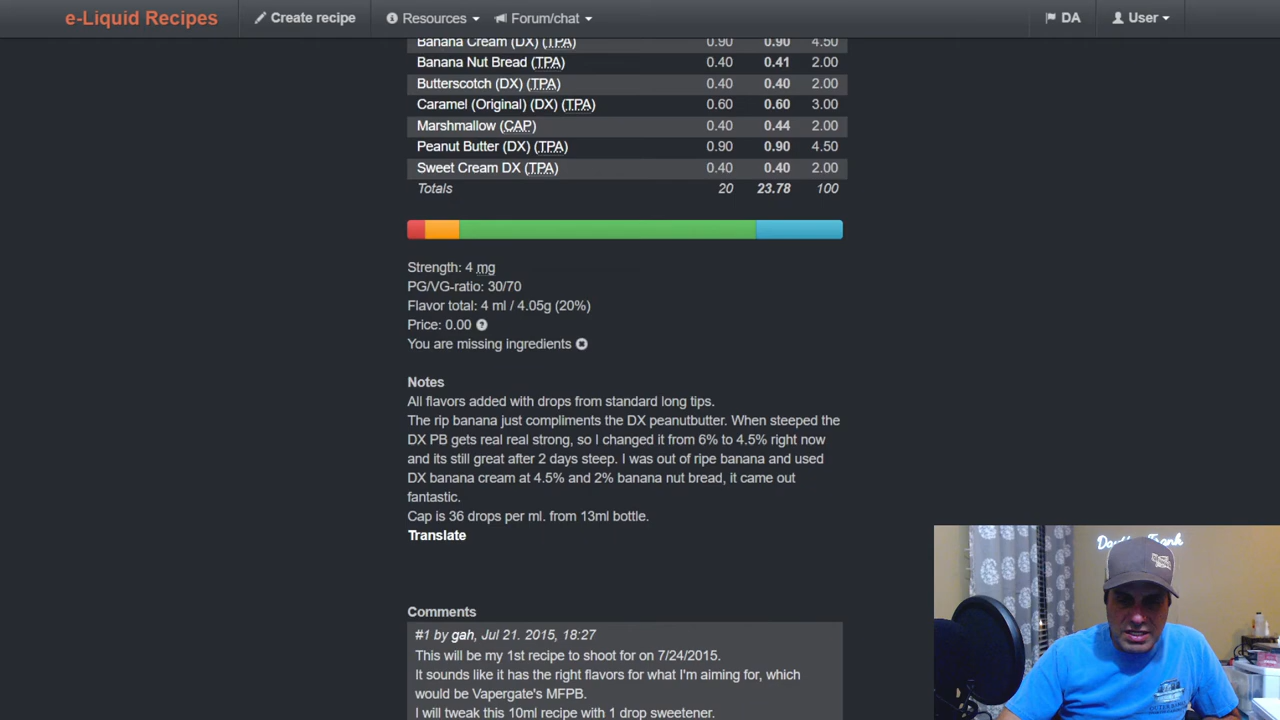 e-Liquid Recipes Create recipe Resources Forum/chat DA User
Banana Cream (DX) (TPA) 0.90 0.90 4.50
Banana Nut Bread (TPA) 0.40 0.41 2.00
Butterscotch (DX) (TPA) 0.40 0.40 2.00
Caramel (Original) (DX) (TPA) 0.60 0.60 3.00
Marshmallow (CAP) 0.40 0.44 2.00
Peanut Butter (DX) (TPA) 0.90 0.90 4.50
Sweet Cream DX (TPA) 0.40 0.40 2.00
Totals 20 23.78 100
Strength: 4 mg
PG/VG-ratio: 30/70
Flavor total: 4 ml / 4.05g (20%)
Price: 0.00 ?
You are missing ingredients
Notes
All flavors added with drops from standard long tips.
The rip banana just compliments the DX peanutbutter. When steeped the
DX PB gets real real strong, so I changed it from 6% to 4.5% right now
and its still great after 2 days steep. I was out of ripe banana and used
DX banana cream at 4.5% and 2% banana nut bread, it came out
fantastic.
Cap is 36 drops per ml. from 13ml bottle.
Translate
Comments
#1 by gah, Jul 21. 2015, 18:27
This will be my 1st recipe to shoot for on 7/24/2015.
It sounds like it has the right flavors for what I'm aiming for, which
would be Vapergate's MFPB.
I will tweak this 10ml recipe with 1 drop sweetener.